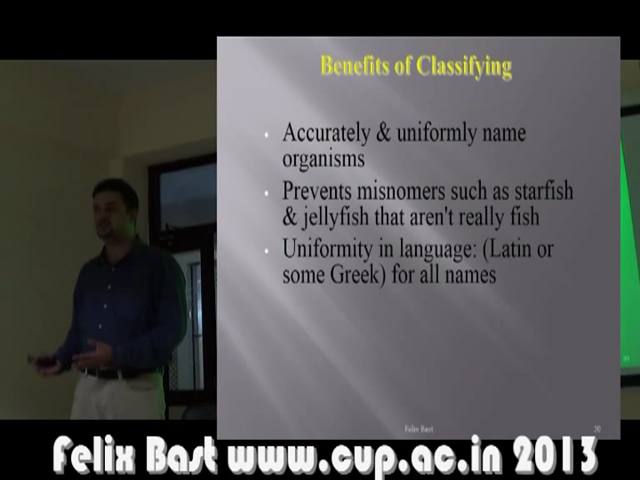 Benefits of Classifying
• Accurately & uniformly name
organisms
• Prevents misnomers such as starfish
& jellyfish that aren't really fish
• Uniformity in language: (Latin or
some Greek) for all names
Felix Bast
30
Felix Bast www.cup.ac.in 2013